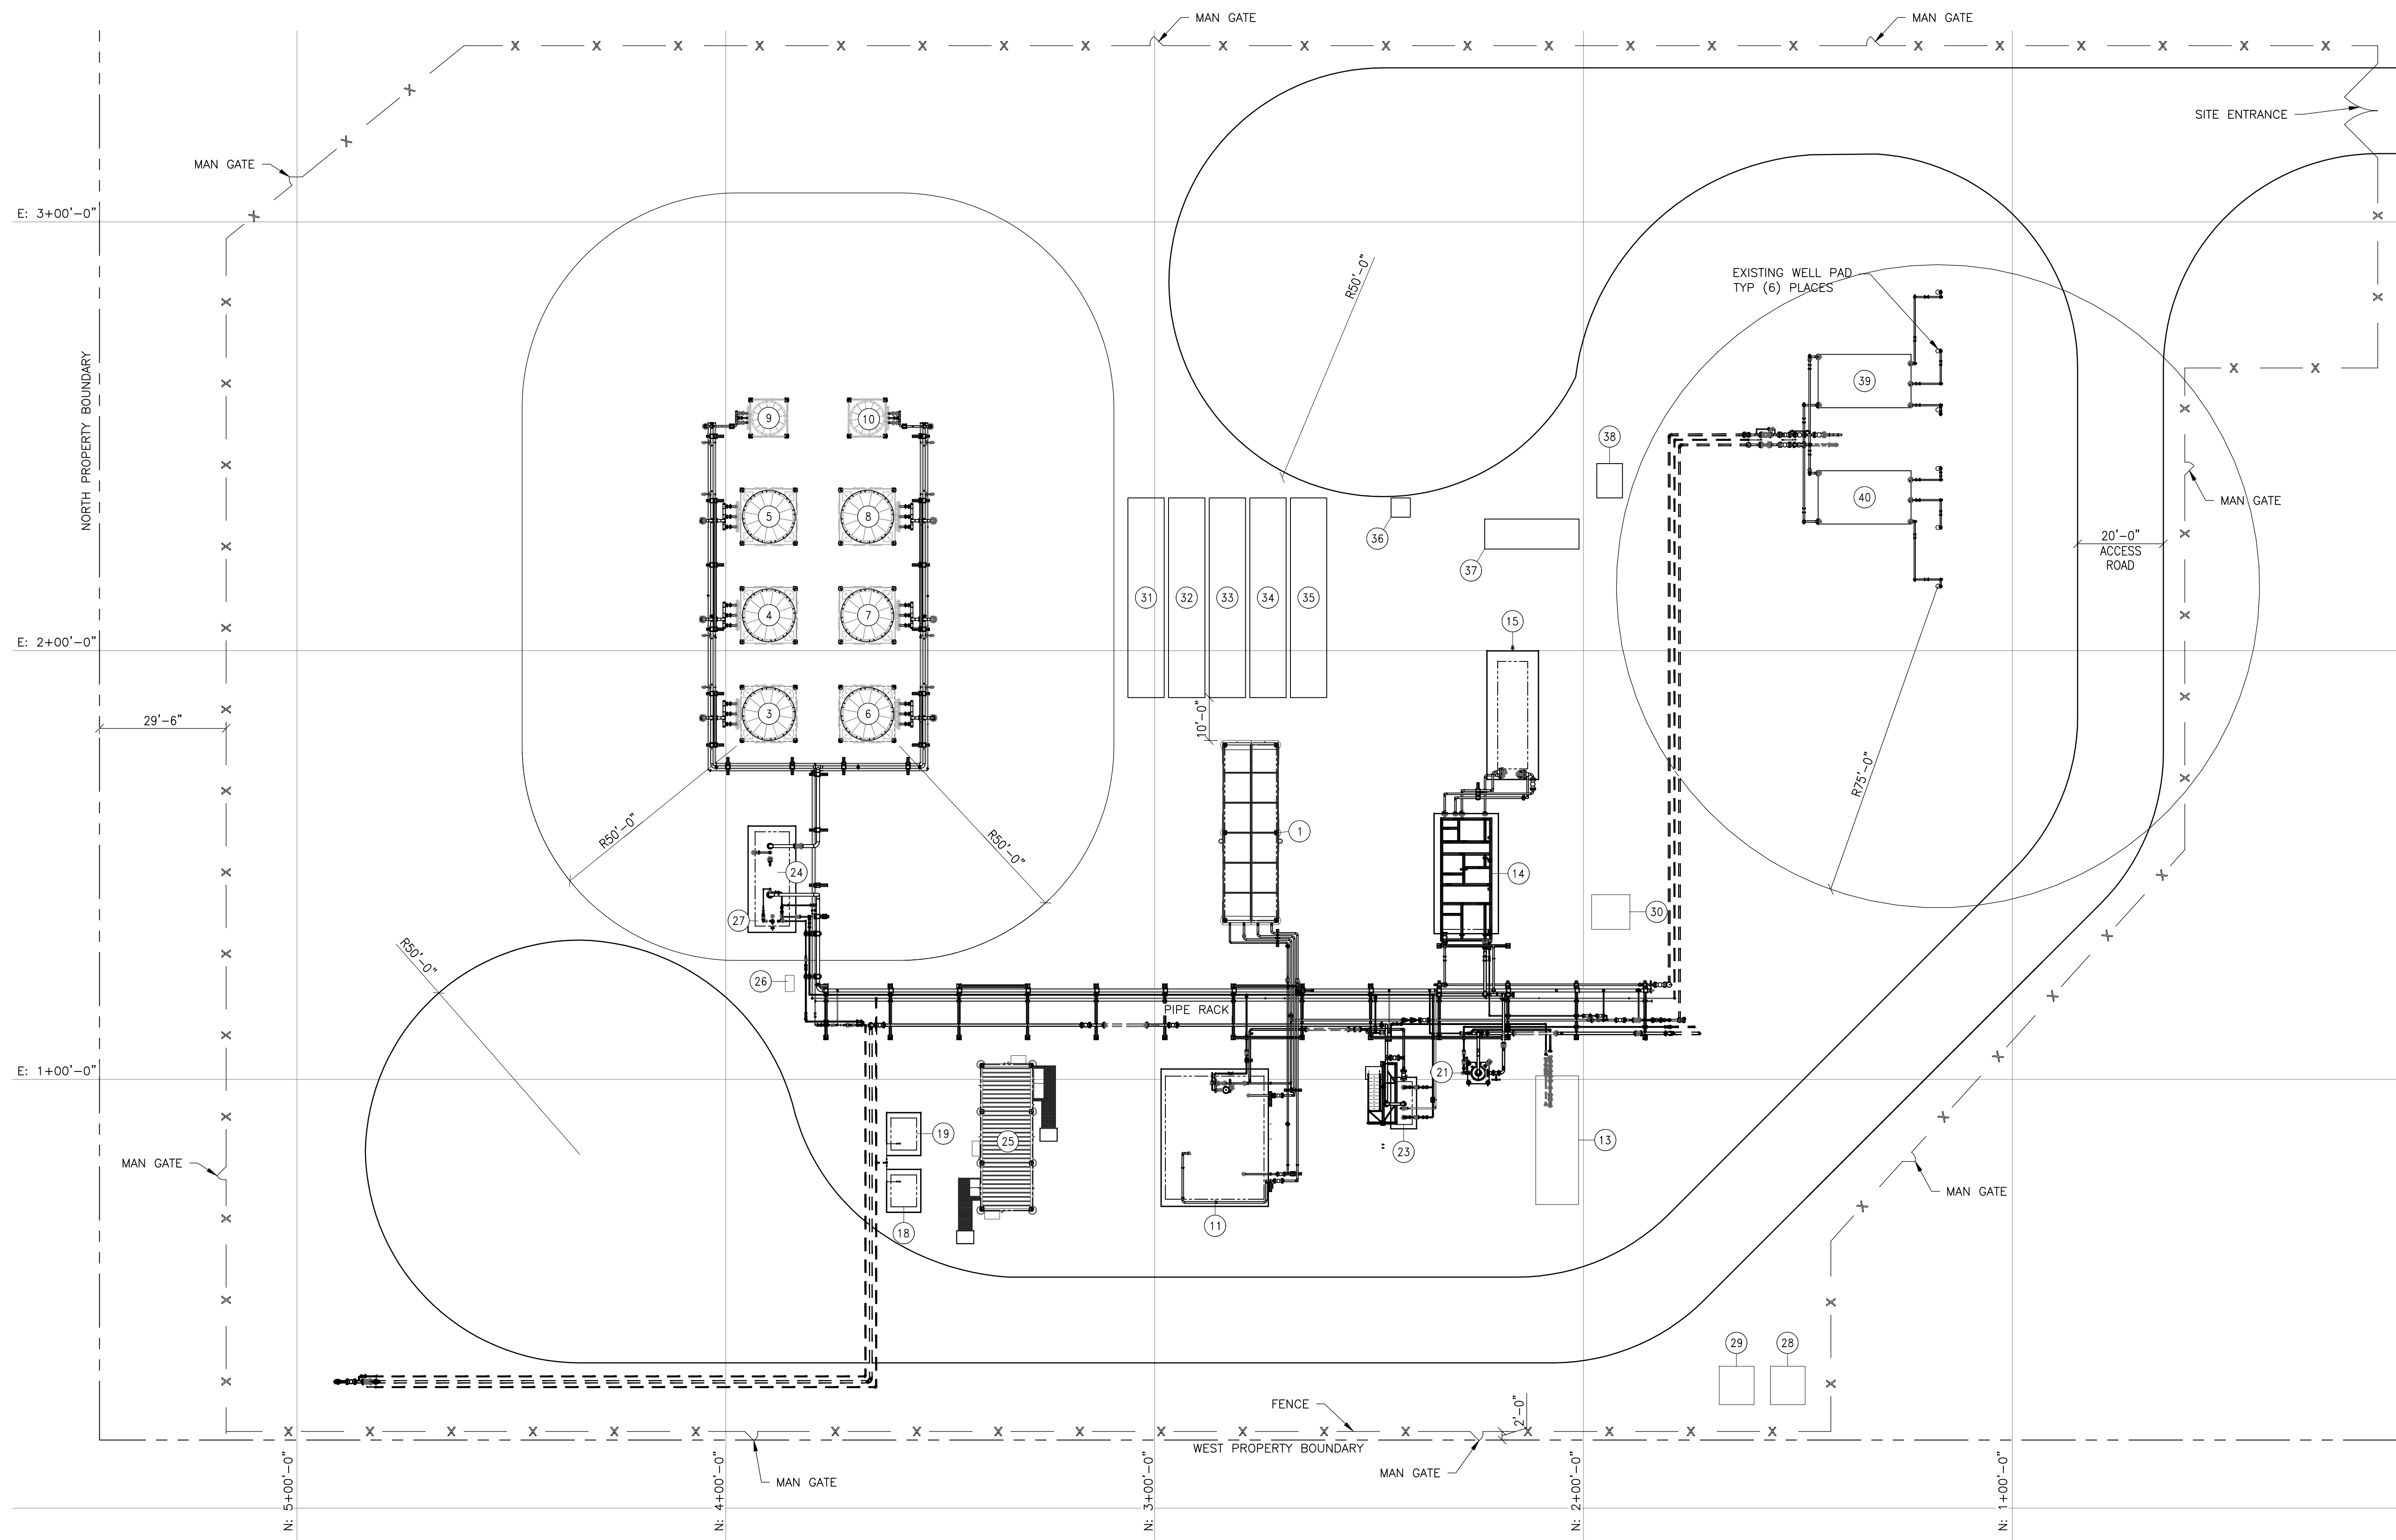 MAN GATE
MAN GATE
SITE ENTRANCE
MAN GATE
E: 3+00'-0"
R50'-0"
EXISTING WELL PAD
TYP (6) PLACES
NORTH PROPERTY BOUNDARY
39
9
10
38
40
MAN GATE
5
8
36
37
20'-0"
ACCESS
ROAD
31
32
33
34
35
4
7
15
E: 2+00'-0"
3
6
29'-6"
10'-0"
R75'-0"
R50'-0"
R50'-0"
1
24
14
27
30
R50'-0"
26
PIPE RACK
E: 1+00'-0"
21
19
25
23
13
MAN GATE
MAN GATE
18
11
29
28
FENCE
2'-0"
WEST PROPERTY BOUNDARY
MAN GATE
MAN GATE
N: 5+00'-0"
N: 4+00'-0"
N: 3+00'-0"
N: 2+00'-0"
N: 1+00'-0"